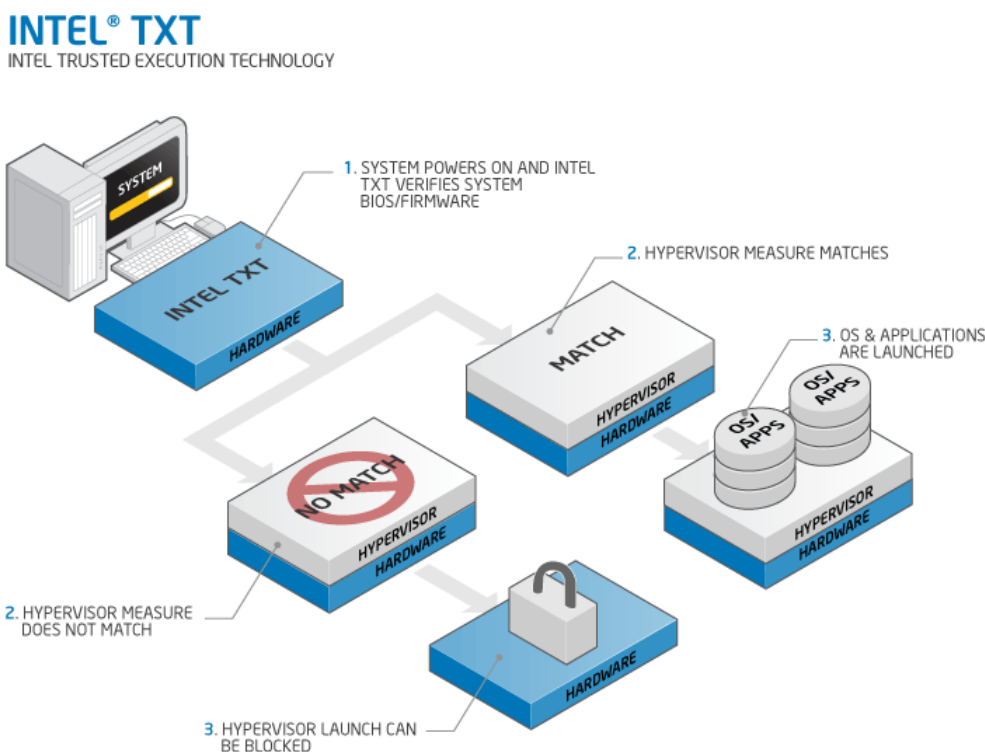 INTEL® TXT
INTEL TRUSTED EXECUTION TECHNOLOGY
SYSTEM
1. SYSTEM POWERS ON AND INTEL
TXT VERIFIES SYSTEM
BIOS/FIRMWARE
INTEL TXT
HARDWARE
2. HYPERVISOR MEASURE MATCHES
MATCH
HYPERVISOR
HARDWARE
3. OS & APPLICATIONS
ARE LAUNCHED
OS/
APPS
OS/
APPS
HYPERVISOR
HARDWARE
NO MATCH
HYPERVISOR
HARDWARE
2. HYPERVISOR MEASURE
DOES NOT MATCH
HARDWARE
3. HYPERVISOR LAUNCH CAN
BE BLOCKED